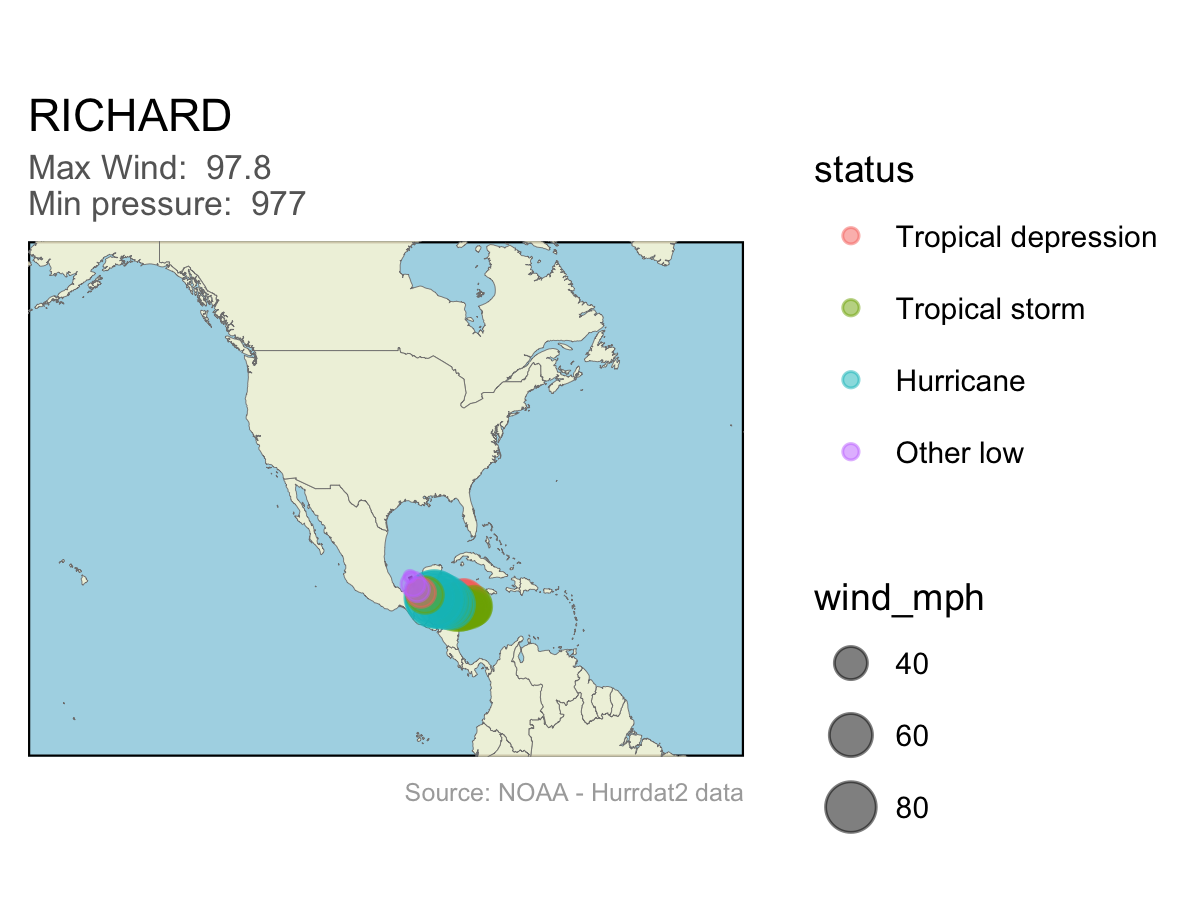 RICHARD
Max Wind:  97.8
Min pressure:  977
status
Tropical depression
Tropical storm
Hurricane
Other low
wind_mph
40
60
80
Source: NOAA - Hurrdat2 data